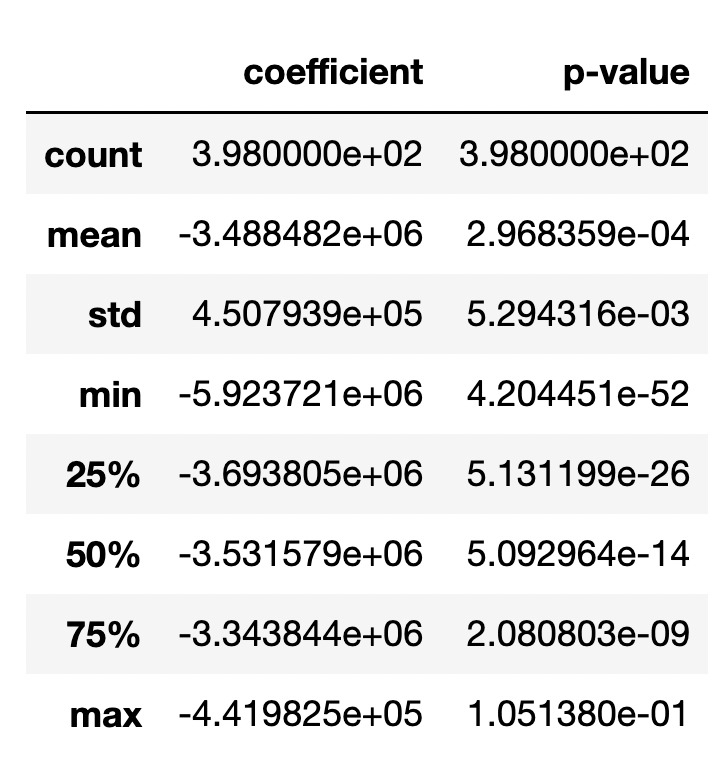 coefficient p-value
count 3.980000e+02 3.980000e+02
mean -3.488482e+06 2.968359e-04
std 4.507939e+05 5.294316e-03
min -5.923721e+06 4.204451e-52
25% -3.693805e+06 5.131199e-26
50% -3.531579e+06 5.092964e-14
75% -3.343844e+06 2.080803e-09
max -4.419825e+05 1.051380e-01